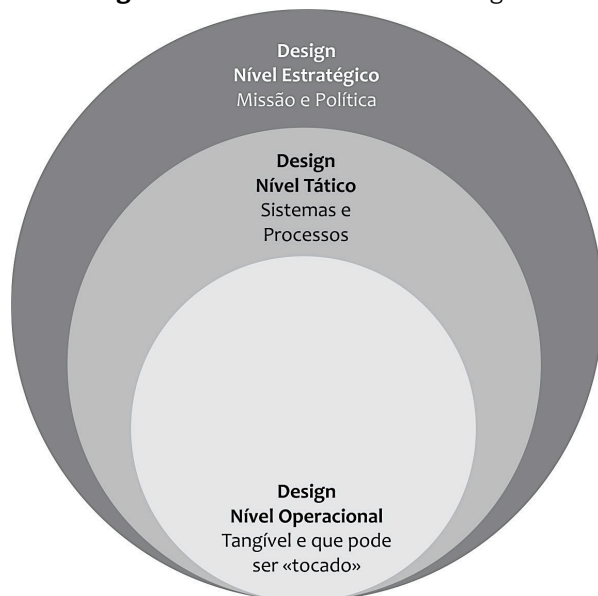 Design
Nível Estratégico
Missão e Política
Design
Nível Tático
Sistemas e
Processos
Design
Nível Operacional
Tangível e que pode
ser «tocado»